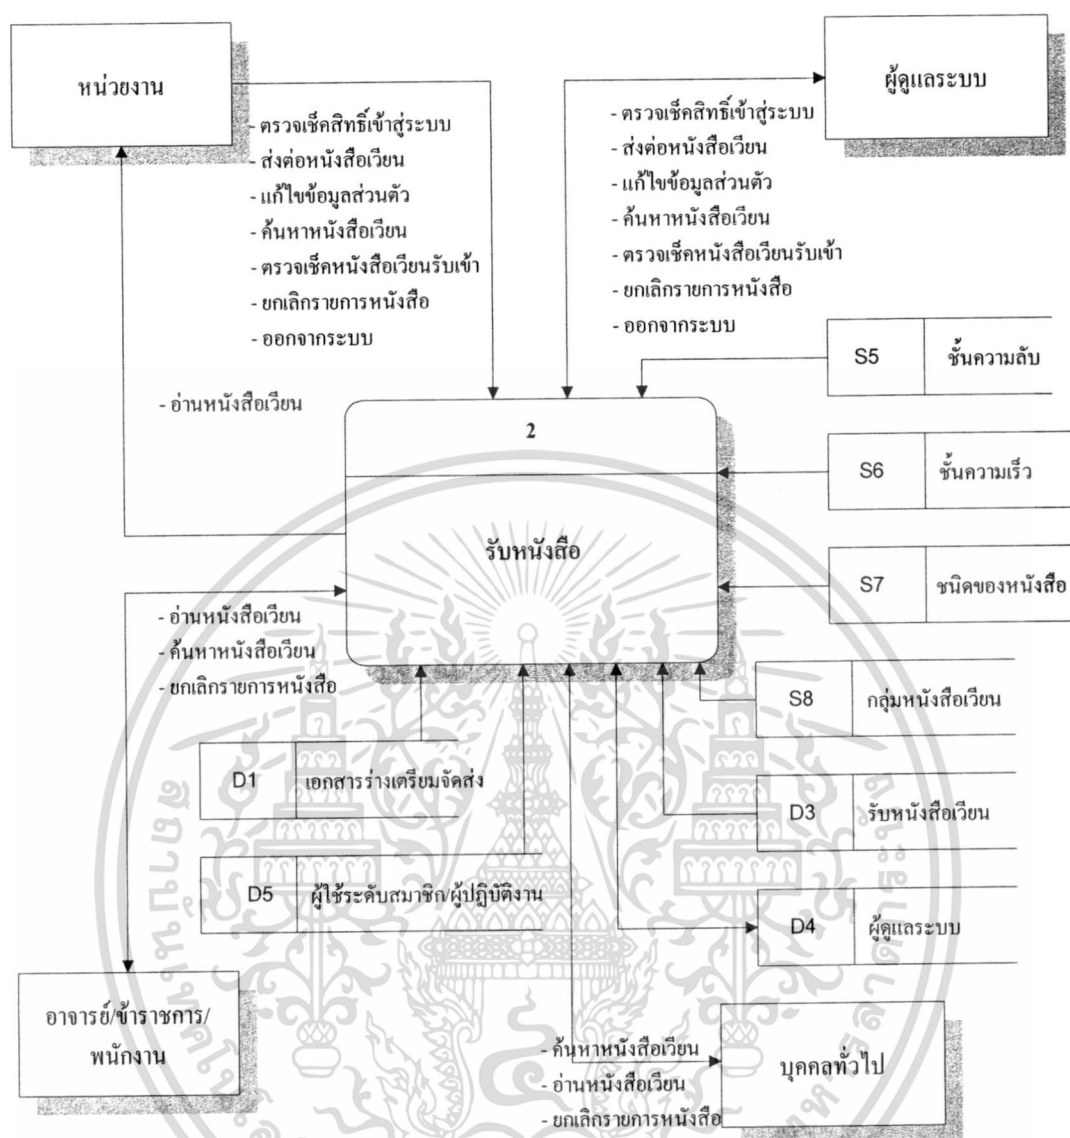 หน่วยงาน
ผู้ดูแลระบบ
- ตรวจเช็คสิทธิ์เข้าสู่ระบบ
- ส่งต่อหนังสือเวียน
- แก้ไขข้อมูลส่วนตัว
- ค้นหาหนังสือเวียน
- ตรวจเช็คหนังสือเวียนรับเข้า
- ยกเลิกรายการหนังสือ
- ออกจากระบบ
- ตรวจเช็คสิทธิ์เข้าสู่ระบบ
- ส่งต่อหนังสือเวียน
- แก้ไขข้อมูลส่วนตัว
- ค้นหาหนังสือเวียน
- ตรวจเช็คหนังสือเวียนรับเข้า
- ยกเลิกรายการหนังสือ
- ออกจากระบบ
S5 ชั้นความลับ
- อ่านหนังสือเวียน
2
S6 ชั้นความเร็ว
รับหนังสือ
S7 ชนิดของหนังสือ
- อ่านหนังสือเวียน
- ค้นหาหนังสือเวียน
- ยกเลิกรายการหนังสือ
S8 กลุ่มหนังสือเวียน
D1 เอกสารร่างเตรียมจัดส่ง
D3 รับหนังสือเวียน
D5 ผู้ใช้ระดับสมาชิก/ผู้ปฏิบัติงาน
D4 ผู้ดูแลระบบ
อาจารย์/ข้าราชการ/
พนักงาน
- ค้นหาหนังสือเวียน
- อ่านหนังสือเวียน
- ยกเลิกรายการหนังสือ
บุคคลทั่วไป